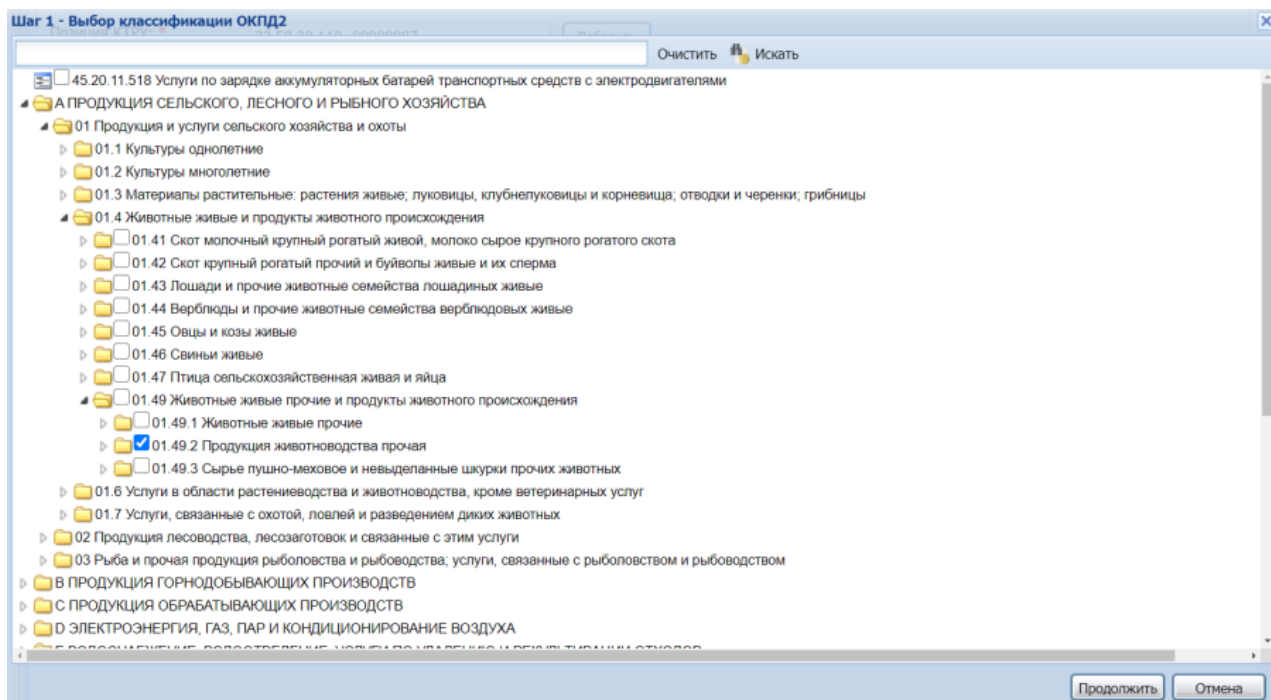 Шаг 1 - Выбор классификации ОКПД2
Очистить Искать
45.20.11.518 Услуги по зарядке аккумуляторных батарей транспортных средств с электродвигателями
A ПРОДУКЦИЯ СЕЛЬСКОГО, ЛЕСНОГО И РЫБНОГО ХОЗЯЙСТВА
01 Продукция и услуги сельского хозяйства и охоты
01.1 Культуры однолетние
01.2 Культуры многолетние
01.3 Материалы растительные: растения живые; луковицы, клубнелуковицы и корневища; отводки и черенки; грибницы
01.4 Животные живые и продукты животного происхождения
01.41 Скот молочный крупный рогатый живой, молоко сырое крупного рогатого скота
01.42 Скот крупный рогатый прочий и буйволы живые и их сперма
01.43 Лошади и прочие животные семейства лошадиных живые
01.44 Верблюды и прочие животные семейства верблюдовых живые
01.45 Овцы и козы живые
01.46 Свиньи живые
01.47 Птица сельскохозяйственная живая и яйца
01.49 Животные живые прочие и продукты животного происхождения
01.49.1 Животные живые прочие
01.49.2 Продукция животноводства прочая
01.49.3 Сырье пушно-меховое и невыделанные шкурки прочих животных
01.6 Услуги в области растениеводства и животноводства, кроме ветеринарных услуг
01.7 Услуги, связанные с охотой, ловлей и разведением диких животных
02 Продукция лесоводства, лесозаготовок и связанные с этим услуги
03 Рыба и прочая продукция рыболовства и рыбоводства; услуги, связанные с рыболовством и рыбоводством
B ПРОДУКЦИЯ ГОРНОДОБЫВАЮЩИХ ПРОИЗВОДСТВ
C ПРОДУКЦИЯ ОБРАБАТЫВАЮЩИХ ПРОИЗВОДСТВ
D ЭЛЕКТРОЭНЕРГИЯ, ГАЗ, ПАР И КОНДИЦИОНИРОВАНИЕ ВОЗДУХА
Продолжить Отмена